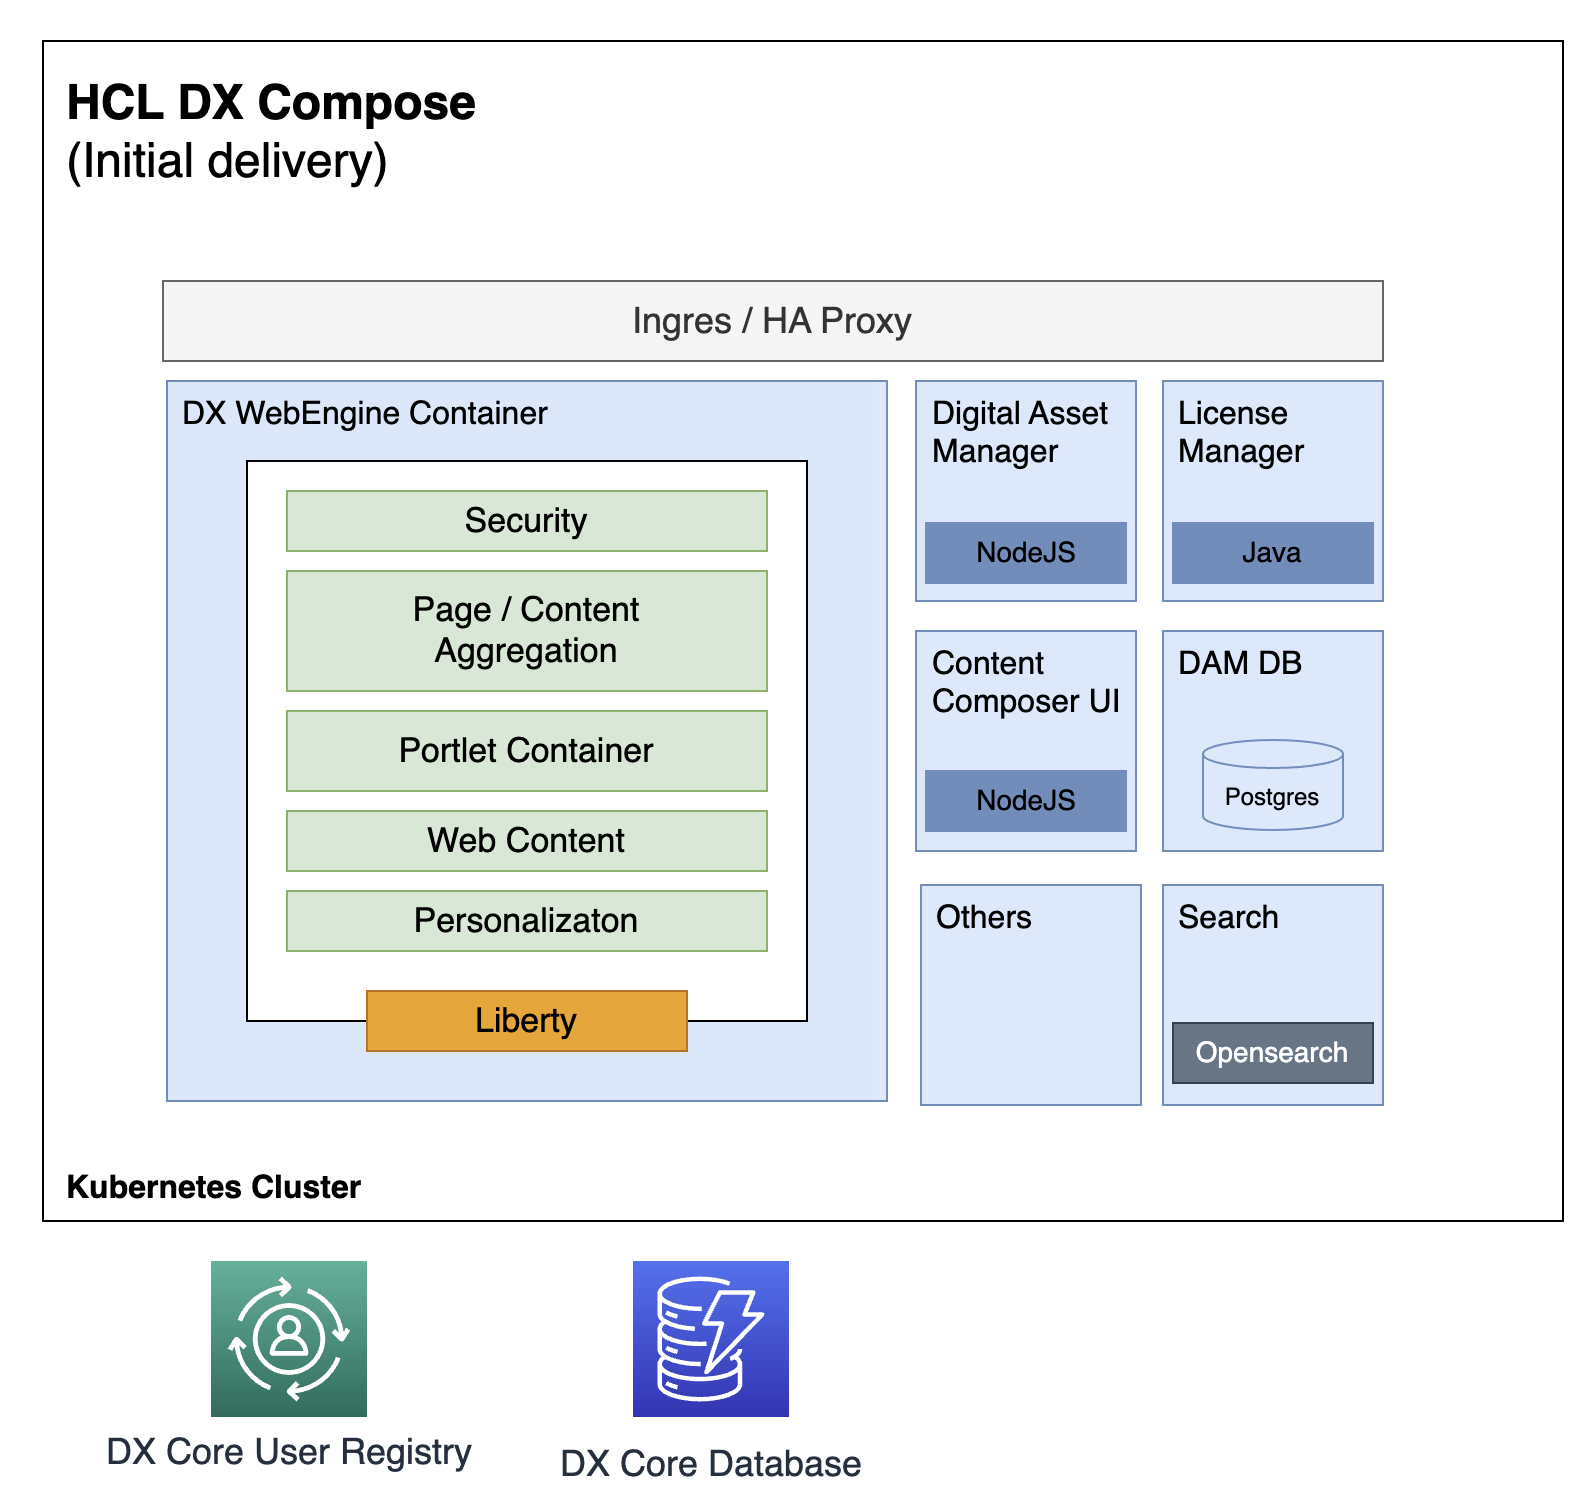 HCL DX Compose
(Initial delivery)
Ingres / HA Proxy
DX WebEngine Container
Security
Page / Content
Aggregation
Portlet Container
Web Content
Personalizaton
Liberty
Digital Asset
Manager
NodeJS
License
Manager
Java
Content
Composer UI
NodeJS
DAM DB
Postgres
Others
Search
Opensearch
Kubernetes Cluster
DX Core User Registry
DX Core Database